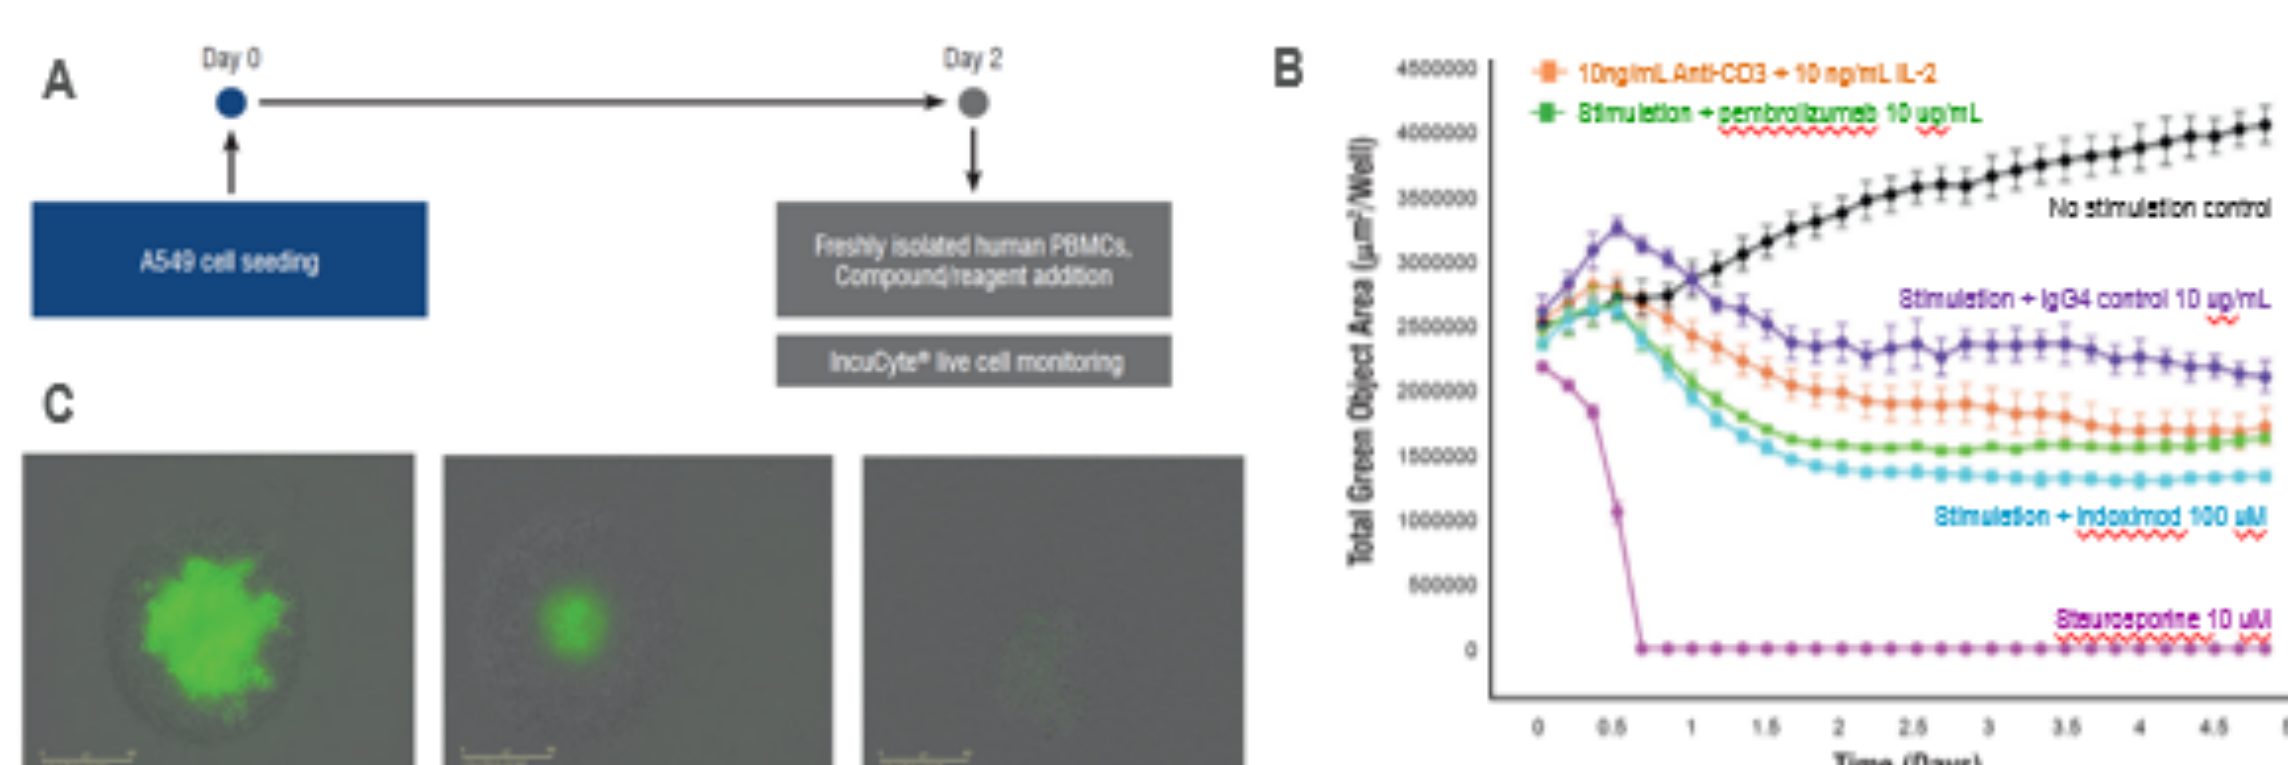 A
Day 0
Day 2
A549 cell seeding
Freshly isolated human PBMCs,
Compound/reagent addition
IncuCyte® live cell monitoring
C
B
Total Green Object Area (µm²/Well)
4500000
4000000
3500000
3000000
2500000
2000000
1500000
1000000
500000
0
10ng/mL Anti-CD3 + 10 ng/mL IL-2
Stimulation + pembrolizumab 10 ug/mL
No stimulation control
Stimulation + IgG4 control 10 ug/mL
Stimulation + Indoximod 100 uM
Staurosporine 10 uM
0 0.5 1 1.5 2 2.5 3 3.5 4 4.5 5
Time (Days)